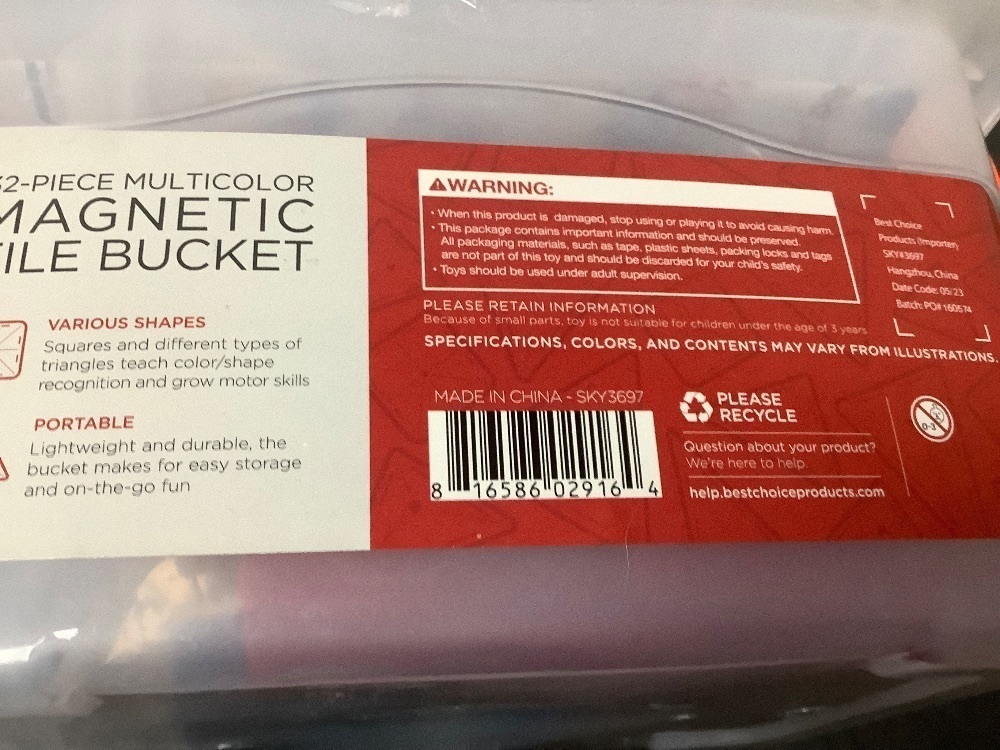 32-PIECE MULTICOLOR
MAGNETIC
TILE BUCKET
VARIOUS SHAPES
Squares and different types of
triangles teach color/shape
recognition and grow motor skills
PORTABLE
Lightweight and durable, the
bucket makes for easy storage
and on-the-go fun
WARNING:
• When this product is damaged, stop using or playing it to avoid causing harm.
• This package contains important information and should be preserved.
All packaging materials, such as tape, plastic sheets, packing locks and tags
are not part of this toy and should be discarded for your child's safety.
• Toys should be used under adult supervision.
PLEASE RETAIN INFORMATION
Because of small parts, toy is not suitable for children under the age of 3 years
SPECIFICATIONS, COLORS, AND CONTENTS MAY VARY FROM ILLUSTRATIONS.
Best Choice
Products (Importer)
SKY#3697
Hangzhou, China
Date Code: 05/23
Batch: PO# 160574
MADE IN CHINA - SKY3697
8 16586 02916 4
PLEASE
RECYCLE
Question about your product?
We're here to help.
help.bestchoiceproducts.com
0-3